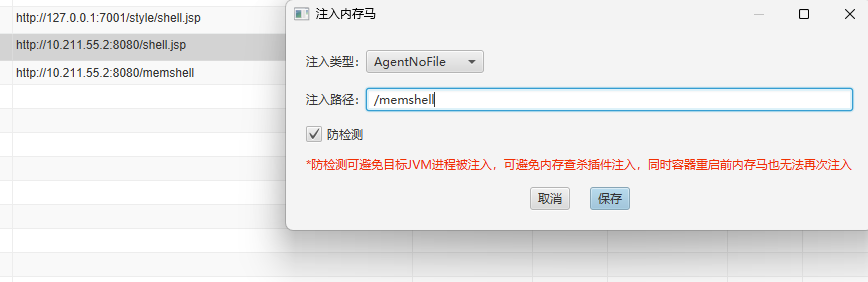 http://127.0.0.1:7001/style/shell.jsp
http://10.211.55.2:8080/shell.jsp
http://10.211.55.2:8080/memshell
注入内存马
注入类型： AgentNoFile
注入路径： /memshell
防检测
*防检测可避免目标JVM进程被注入，可避免内存查杀插件注入，同时容器重启前内存马也无法再次注入
取消 保存